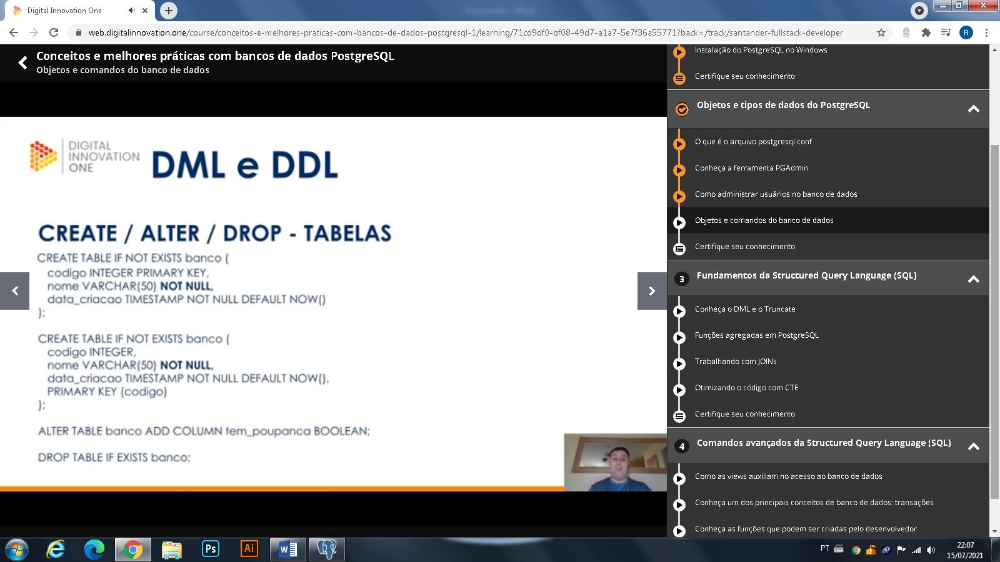 Digital Innovation One
web.digitalinnovation.one/course/conceitos-e-melhores-praticas-com-bancos-de-dados-postgresql-1/learning/71cd9df0-bf08-49d7-a1a7-5e7f36a55771?back=/track/santander-fullstack-developer
R
Conceitos e melhores práticas com bancos de dados PostgreSQL
Objetos e comandos do banco de dados
DIGITAL
INNOVATION
ONE
DML e DDL
CREATE / ALTER / DROP - TABELAS
CREATE TABLE IF NOT EXISTS banco (
codigo INTEGER PRIMARY KEY,
nome VARCHAR(50) NOT NULL,
data_criacao TIMESTAMP NOT NULL DEFAULT NOW()
);
CREATE TABLE IF NOT EXISTS banco (
codigo INTEGER,
nome VARCHAR(50) NOT NULL,
data_criacao TIMESTAMP NOT NULL DEFAULT NOW(),
PRIMARY KEY (codigo)
);
ALTER TABLE banco ADD COLUMN tem_poupanca BOOLEAN;
DROP TABLE IF EXISTS banco;
Instalação do PostgreSQL no Windows
Certifique seu conhecimento
Objetos e tipos de dados do PostgreSQL
O que é o arquivo postgresql.conf
Conheça a ferramenta PGAdmin
Como administrar usuários no banco de dados
Objetos e comandos do banco de dados
Certifique seu conhecimento
3 Fundamentos da Structured Query Language (SQL)
Conheça o DML e o Truncate
Funções agregadas em PostgreSQL
Trabalhando com JOINs
Otimizando o código com CTE
Certifique seu conhecimento
4 Comandos avançados da Structured Query Language (SQL)
Como as views auxiliam no acesso ao banco de dados
Conheça um dos principais conceitos de banco de dados: transações
Conheça as funções que podem ser criadas pelo desenvolvedor
Ps
Ai
W
PT
22:07
15/07/2021